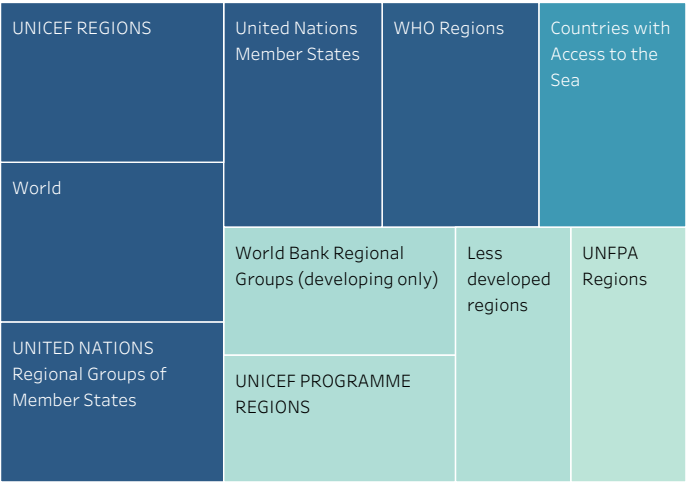 UNICEF REGIONS
World
UNITED NATIONS
Regional Groups of
Member States
United Nations
Member States
WHO Regions
Countries with
Access to the
Sea
World Bank Regional
Groups (developing only)
UNICEF PROGRAMME
REGIONS
Less
developed
regions
UNFPA
Regions